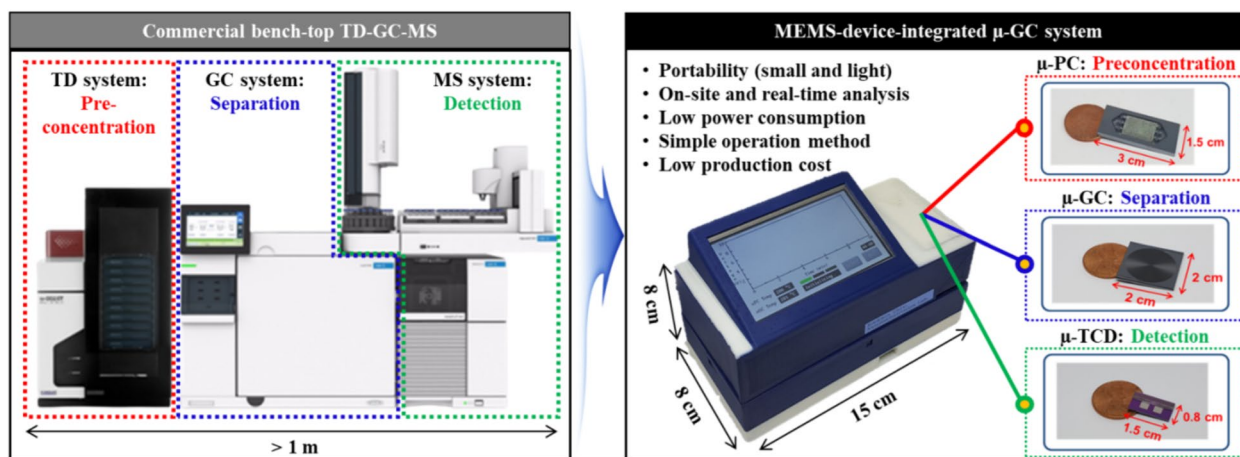 Commercial bench-top TD-GC-MS
TD system:
Pre-
concentration
GC system:
Separation
MS system:
Detection
> 1 m
MEMS-device-integrated μ-GC system
• Portability (small and light)
• On-site and real-time analysis
• Low power consumption
• Simple operation method
• Low production cost
8 cm
8 cm
15 cm
μ-PC: Preconcentration
3 cm
1.5 cm
μ-GC: Separation
2 cm
2 cm
μ-TCD: Detection
1.5 cm
0.8 cm